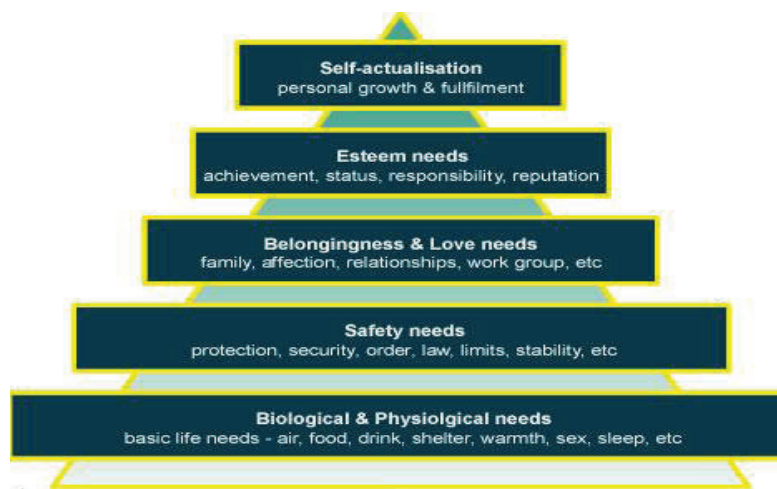 Self-actualisation
personal growth & fullfilment
Esteem needs
achievement, status, responsibility, reputation
Belongingness & Love needs
family, affection, relationships, work group, etc
Safety needs
protection, security, order, law, limits, stability, etc
Biological & Physiolgical needs
basic life needs - air, food, drink, shelter, warmth, sex, sleep, etc